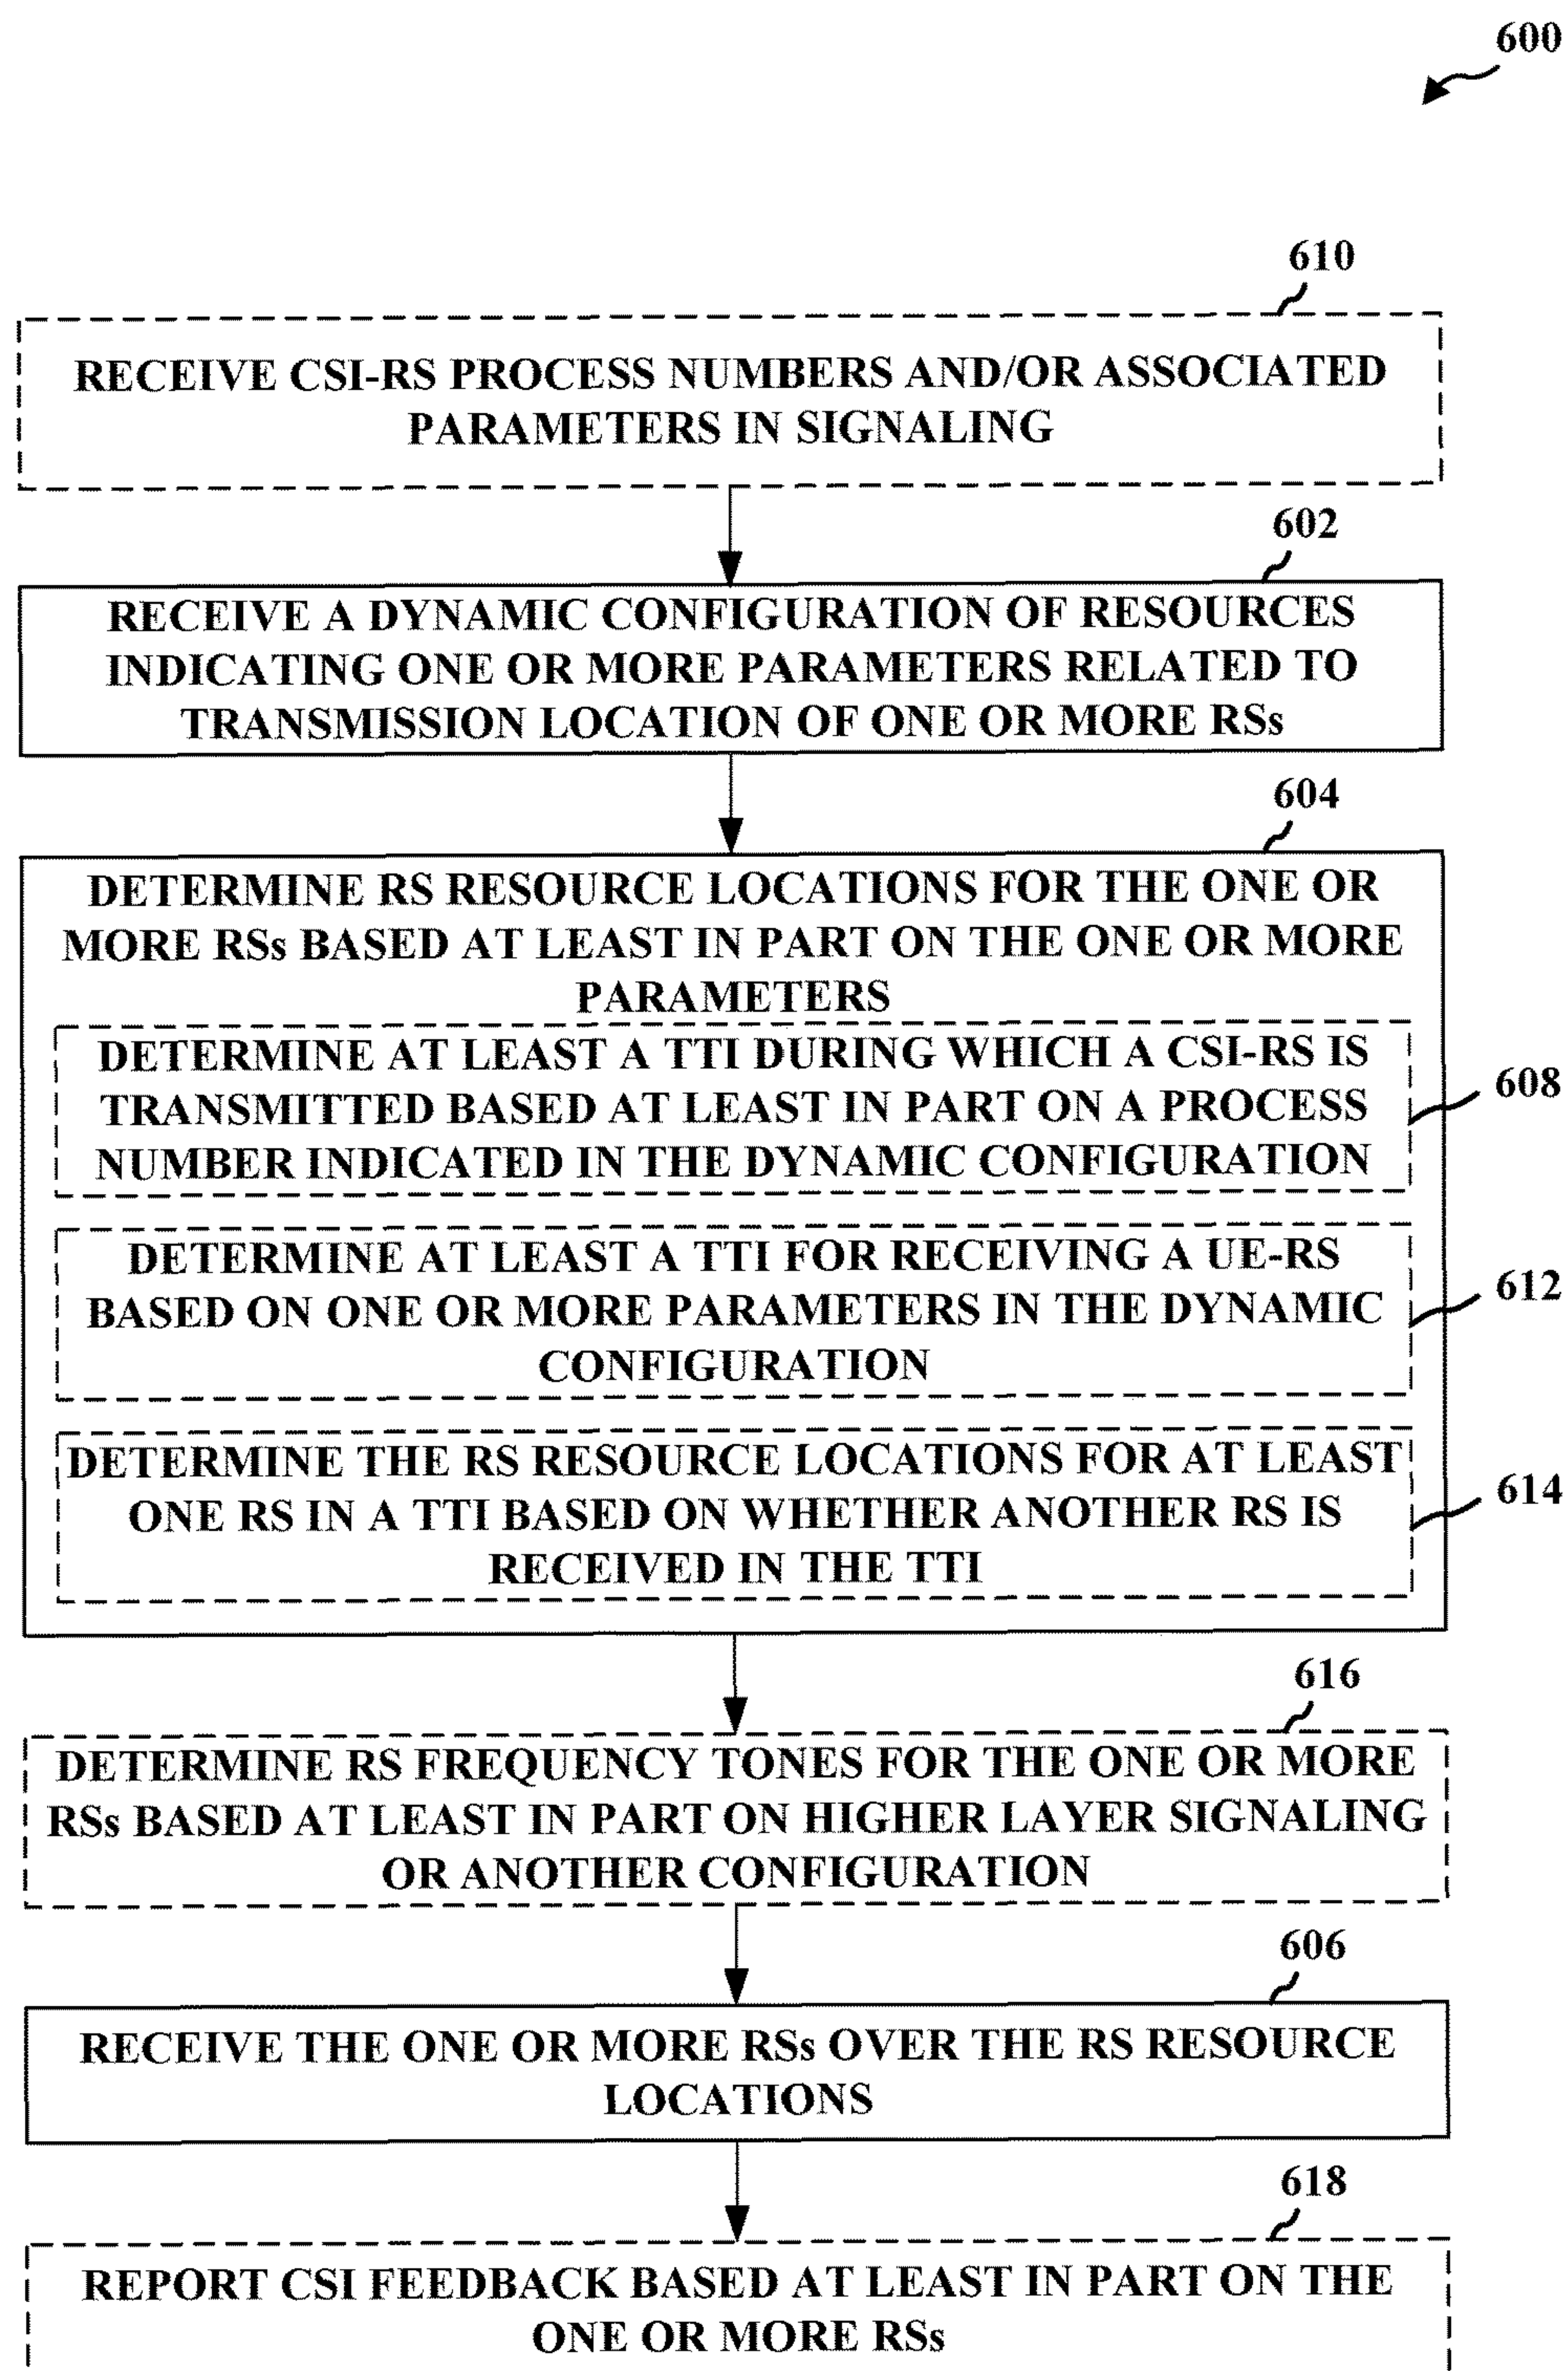 600
610
RECEIVE CSI-RS PROCESS NUMBERS AND/OR ASSOCIATED
PARAMETERS IN SIGNALING
602
RECEIVE A DYNAMIC CONFIGURATION OF RESOURCES
INDICATING ONE OR MORE PARAMETERS RELATED TO
TRANSMISSION LOCATION OF ONE OR MORE RSs
604
DETERMINE RS RESOURCE LOCATIONS FOR THE ONE OR
MORE RSs BASED AT LEAST IN PART ON THE ONE OR MORE
PARAMETERS
DETERMINE AT LEAST A TTI DURING WHICH A CSI-RS IS
TRANSMITTED BASED AT LEAST IN PART ON A PROCESS
NUMBER INDICATED IN THE DYNAMIC CONFIGURATION
608
DETERMINE AT LEAST A TTI FOR RECEIVING A UE-RS
BASED ON ONE OR MORE PARAMETERS IN THE DYNAMIC
CONFIGURATION
612
DETERMINE THE RS RESOURCE LOCATIONS FOR AT LEAST
ONE RS IN A TTI BASED ON WHETHER ANOTHER RS IS
RECEIVED IN THE TTI
614
616
DETERMINE RS FREQUENCY TONES FOR THE ONE OR MORE
RSs BASED AT LEAST IN PART ON HIGHER LAYER SIGNALING
OR ANOTHER CONFIGURATION
606
RECEIVE THE ONE OR MORE RSs OVER THE RS RESOURCE
LOCATIONS
618
REPORT CSI FEEDBACK BASED AT LEAST IN PART ON THE
ONE OR MORE RSs